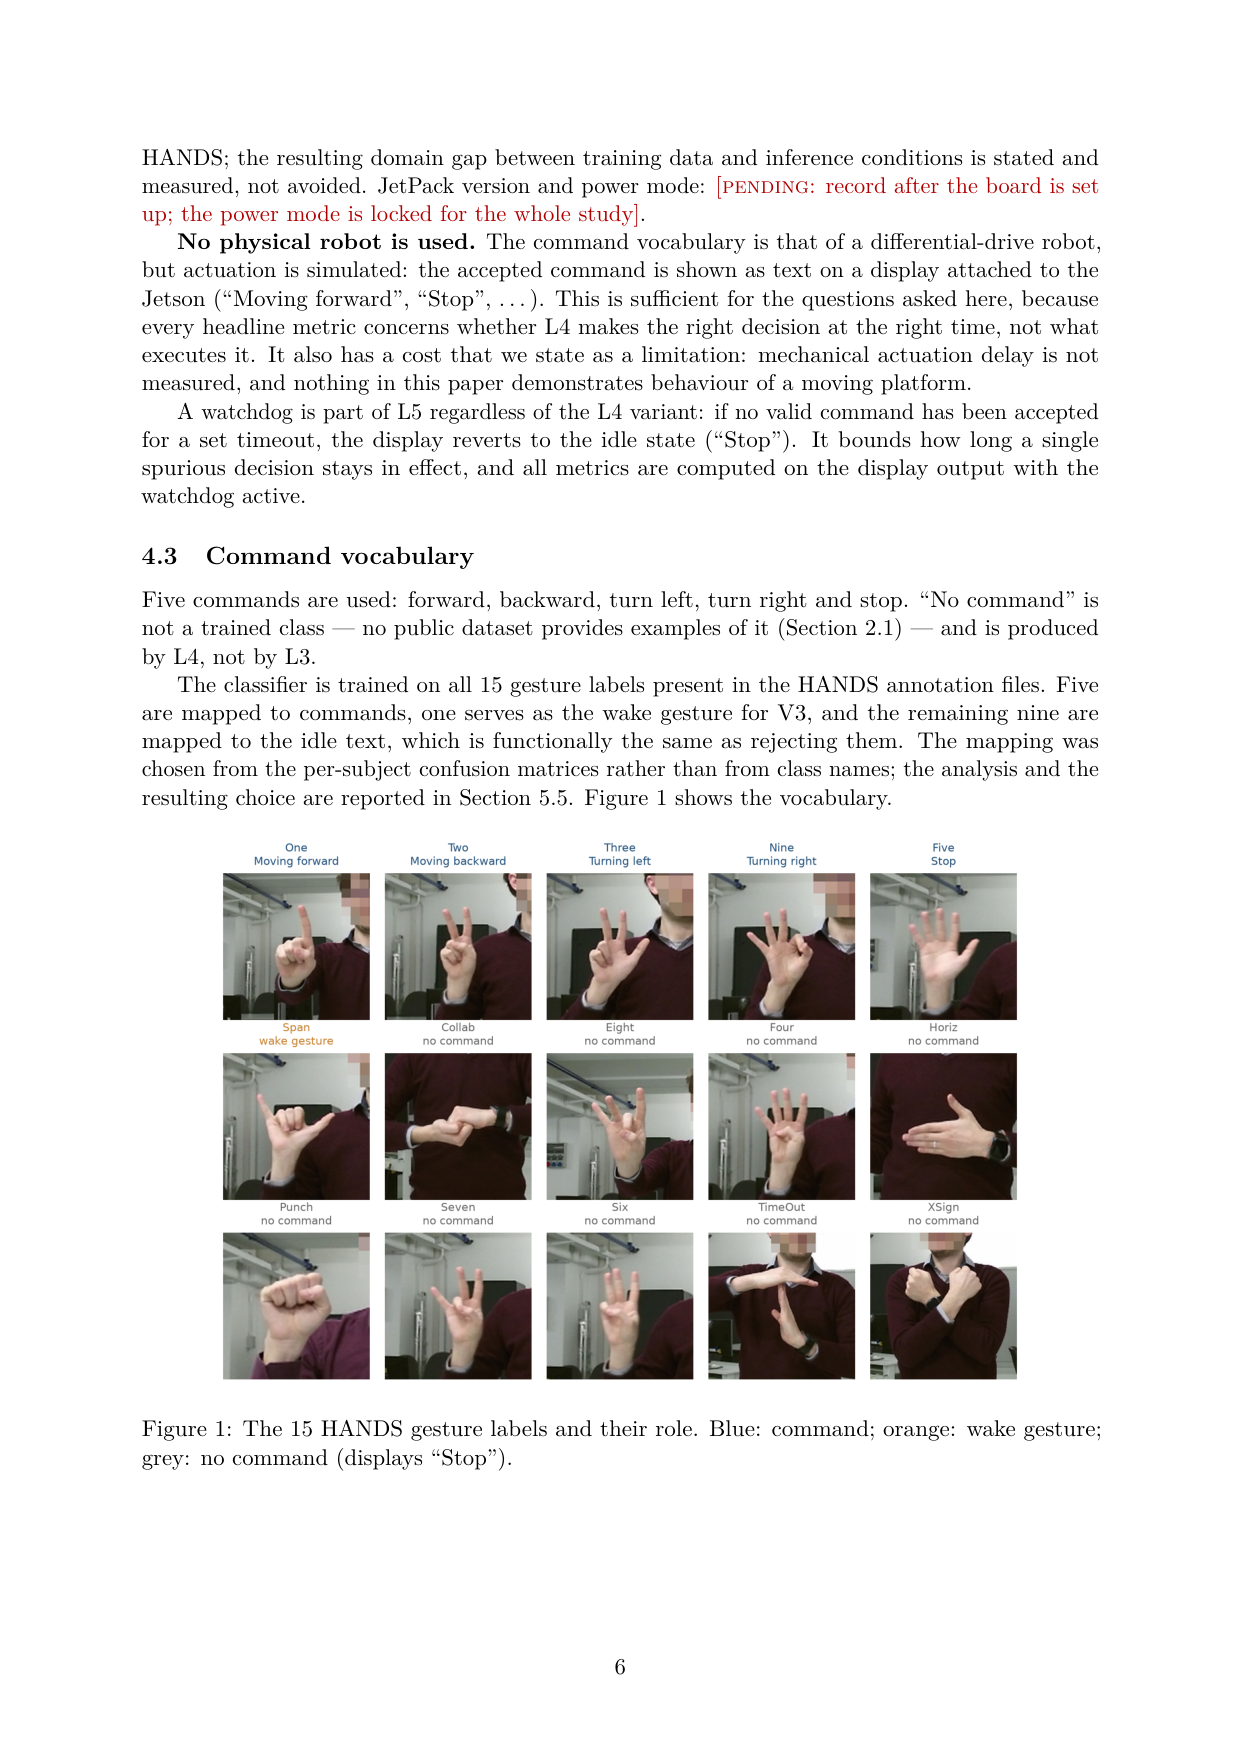 HANDS; the resulting domain gap between training data and inference conditions is stated and
measured, not avoided. JetPack version and power mode: [PENDING: record after the board is set
up; the power mode is locked for the whole study].
No physical robot is used. The command vocabulary is that of a differential-drive robot,
but actuation is simulated: the accepted command is shown as text on a display attached to the
Jetson (“Moving forward”, “Stop”, ...). This is sufficient for the questions asked here, because
every headline metric concerns whether L4 makes the right decision at the right time, not what
executes it. It also has a cost that we state as a limitation: mechanical actuation delay is not
measured, and nothing in this paper demonstrates behaviour of a moving platform.
A watchdog is part of L5 regardless of the L4 variant: if no valid command has been accepted
for a set timeout, the display reverts to the idle state (“Stop”). It bounds how long a single
spurious decision stays in effect, and all metrics are computed on the display output with the
watchdog active.
4.3 Command vocabulary
Five commands are used: forward, backward, turn left, turn right and stop. “No command” is
not a trained class — no public dataset provides examples of it (Section 2.1) — and is produced
by L4, not by L3.
The classifier is trained on all 15 gesture labels present in the HANDS annotation files. Five
are mapped to commands, one serves as the wake gesture for V3, and the remaining nine are
mapped to the idle text, which is functionally the same as rejecting them. The mapping was
chosen from the per-subject confusion matrices rather than from class names; the analysis and the
resulting choice are reported in Section 5.5. Figure 1 shows the vocabulary.
One Two Three Nine Five
Moving forward Moving backward Turning left Turning right Stop
Span Collab Eight Four Horiz
wake gesture no command no command no command no command
Punch Seven Six TimeOut XSign
no command no command no command no command no command
Figure 1: The 15 HANDS gesture labels and their role. Blue: command; orange: wake gesture;
grey: no command (displays “Stop”).
6